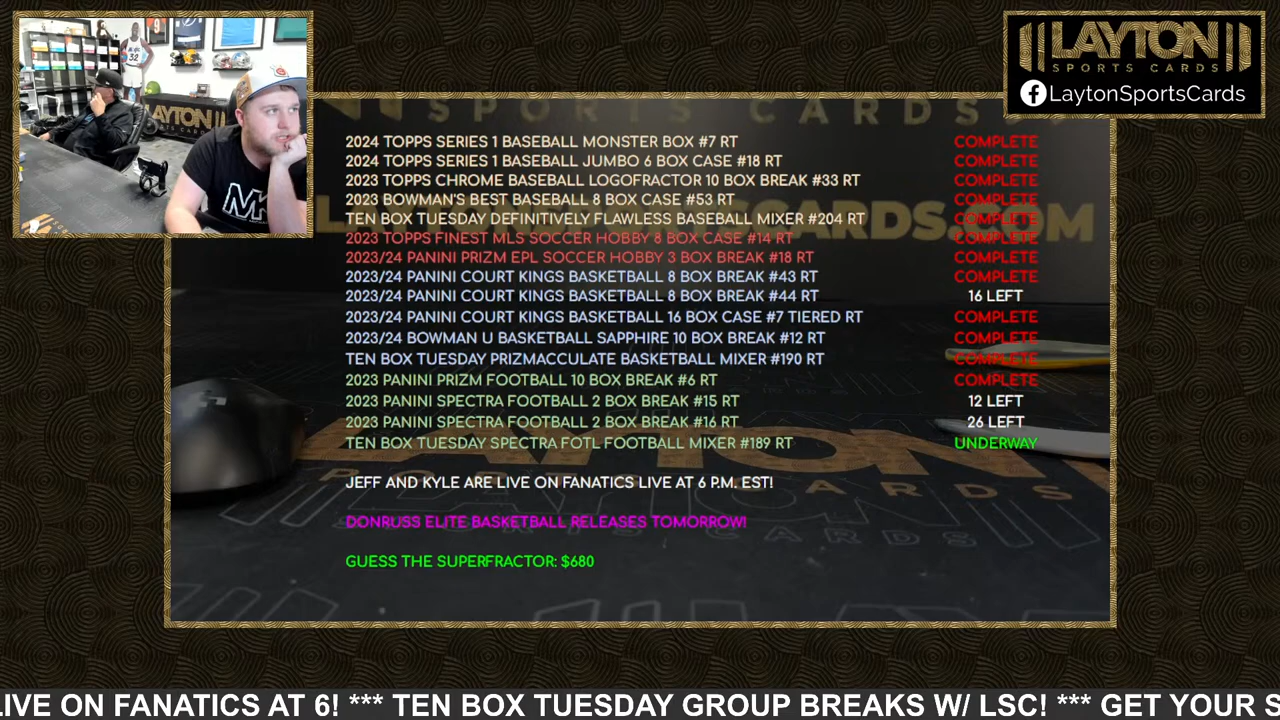 LAYTON
SPORTS CARDS
LaytonSportsCards
32
LAYTON
SPORTS CARDS
2024 TOPPS SERIES 1 BASEBALL MONSTER BOX #7 RT COMPLETE
2024 TOPPS SERIES 1 BASEBALL JUMBO 6 BOX CASE #18 RT COMPLETE
2023 TOPPS CHROME BASEBALL LOGOFRACTOR 10 BOX BREAK #33 RT COMPLETE
2023 BOWMAN'S BEST BASEBALL 8 BOX CASE #53 RT COMPLETE
TEN BOX TUESDAY DEFINITIVELY FLAWLESS BASEBALL MIXER #204 RT COMPLETE
2023 TOPPS FINEST MLS SOCCER HOBBY 8 BOX CASE #14 RT COMPLETE
2023/24 PANINI PRIZM EPL SOCCER HOBBY 3 BOX BREAK #18 RT COMPLETE
2023/24 PANINI COURT KINGS BASKETBALL 8 BOX BREAK #43 RT COMPLETE
2023/24 PANINI COURT KINGS BASKETBALL 8 BOX BREAK #44 RT 16 LEFT
2023/24 PANINI COURT KINGS BASKETBALL 16 BOX CASE #7 TIERED RT COMPLETE
2023/24 BOWMAN U BASKETBALL SAPPHIRE 10 BOX BREAK #12 RT COMPLETE
TEN BOX TUESDAY PRIZMACCULATE BASKETBALL MIXER #190 RT COMPLETE
2023 PANINI PRIZM FOOTBALL 10 BOX BREAK #6 RT COMPLETE
2023 PANINI SPECTRA FOOTBALL 2 BOX BREAK #15 RT 12 LEFT
2023 PANINI SPECTRA FOOTBALL 2 BOX BREAK #16 RT 26 LEFT
TEN BOX TUESDAY SPECTRA FOTL FOOTBALL MIXER #189 RT UNDERWAY
JEFF AND KYLE ARE LIVE ON FANATICS LIVE AT 6 P.M. EST!
DONRUSS ELITE BASKETBALL RELEASES TOMORROW!
GUESS THE SUPERFRACTOR: $680
IVE ON FANATICS AT 6! *** TEN BOX TUESDAY GROUP BREAKS W/ LSC! *** GET YOUR S